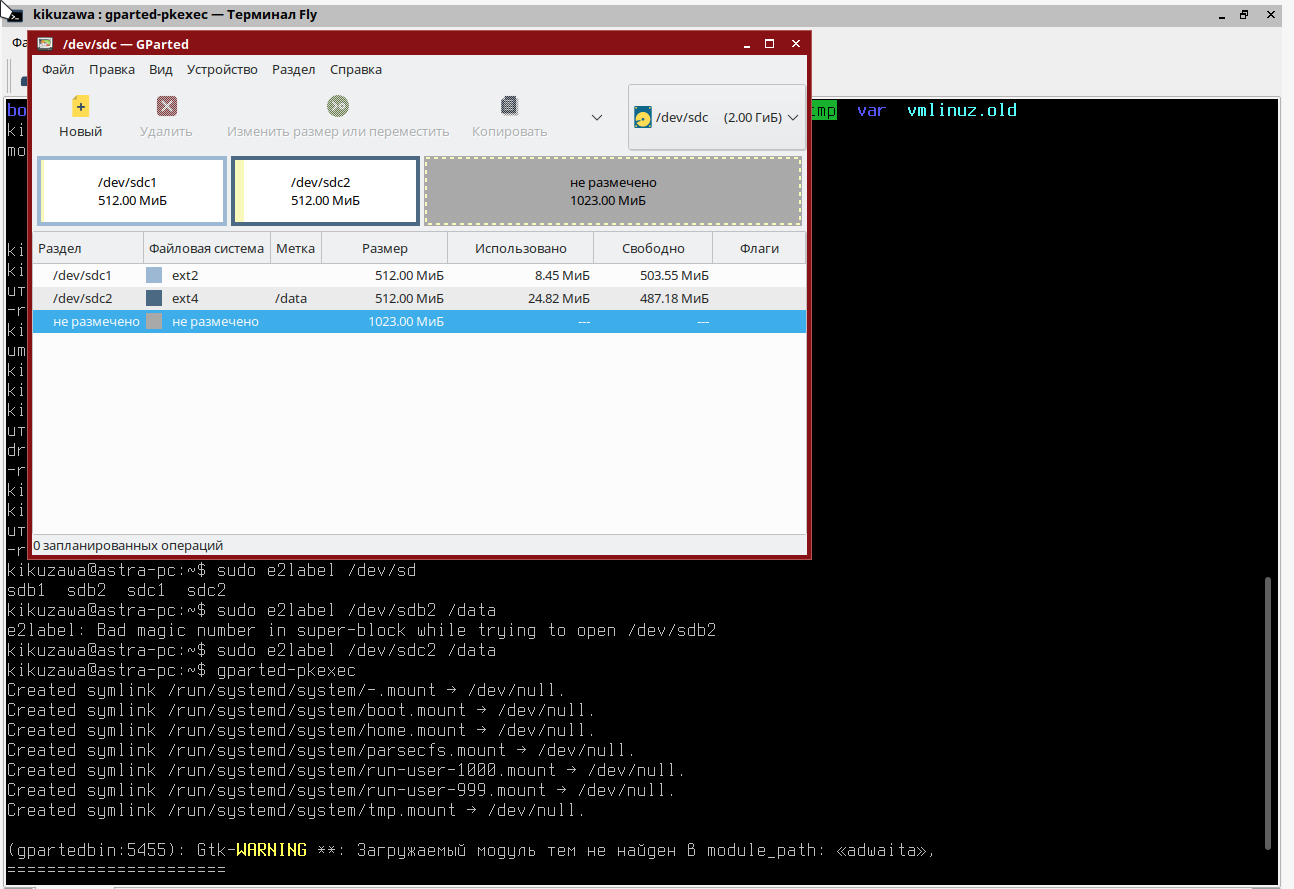 kikuzawa : gparted-pkexec — Терминал Fly
/dev/sdc — GParted
Файл Правка Вид Устройство Раздел Справка
Новый Удалить Изменить размер или переместить Копировать /dev/sdc (2.00 ГиБ)
/dev/sdc1
512.00 МиБ
/dev/sdc2
512.00 МиБ
не размечено
1023.00 МиБ
Раздел Файловая система Метка Размер Использовано Свободно Флаги
/dev/sdc1 ext2 512.00 МиБ 8.45 МиБ 503.55 МиБ
/dev/sdc2 ext4 /data 512.00 МиБ 24.82 МиБ 487.18 МиБ
не размечено не размечено 1023.00 МиБ --- ---
0 запланированных операций
var vmlinuz.old
kikuzawa@astra-pc:~$ sudo e2label /dev/sd
sdb1 sdb2 sdc1 sdc2
kikuzawa@astra-pc:~$ sudo e2label /dev/sdb2 /data
e2label: Bad magic number in super-block while trying to open /dev/sdb2
kikuzawa@astra-pc:~$ sudo e2label /dev/sdc2 /data
kikuzawa@astra-pc:~$ gparted-pkexec
Created symlink /run/systemd/system/-.mount → /dev/null.
Created symlink /run/systemd/system/boot.mount → /dev/null.
Created symlink /run/systemd/system/home.mount → /dev/null.
Created symlink /run/systemd/system/parsecfs.mount → /dev/null.
Created symlink /run/systemd/system/run-user-1000.mount → /dev/null.
Created symlink /run/systemd/system/run-user-999.mount → /dev/null.
Created symlink /run/systemd/system/tmp.mount → /dev/null.
(gpartedbin:5455): Gtk-WARNING **: Загружаемый модуль тем не найден в module_path: «adwaita»,
======================